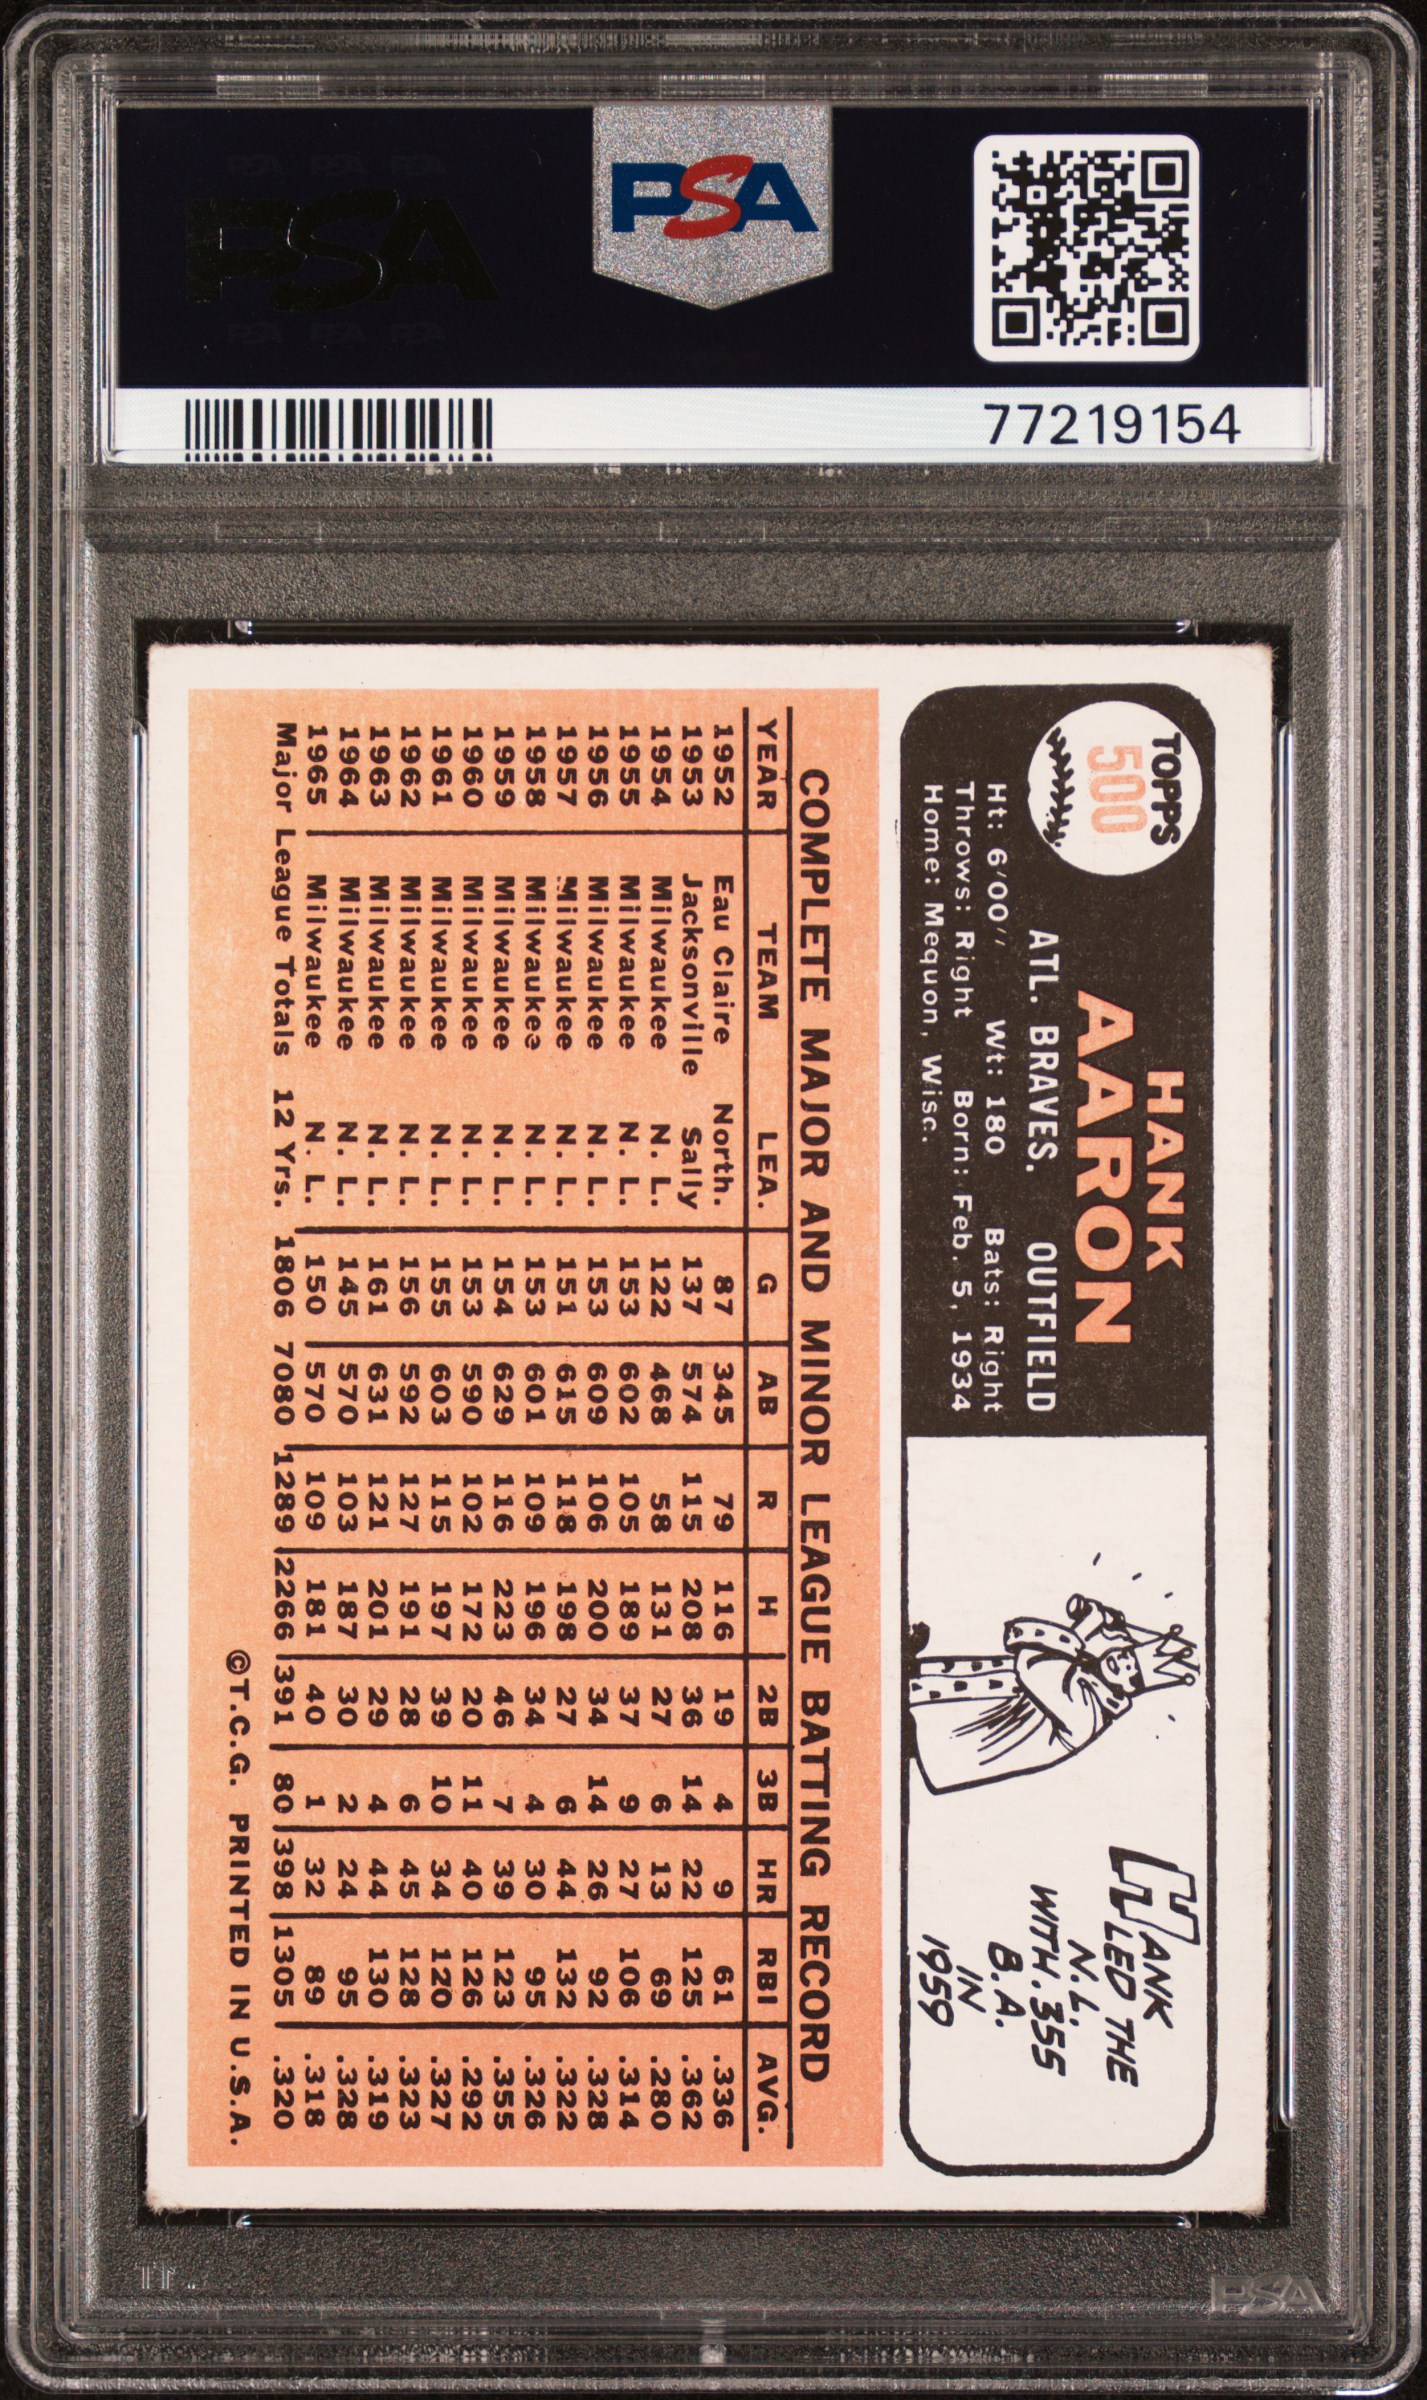 PSA
PSA PSA PSA
PSA
PSA PSA PSA
77219154
TOPPS
500
HANK
AARON
ATL. BRAVES. OUTFIELD
Ht: 6'00'' Wt: 180 Bats: Right
Throws: Right Born: Feb. 5, 1934
Home: Mequon, Wisc.
HANK
LED THE
N.L.
WITH .355
B.A.
IN
1959
COMPLETE MAJOR AND MINOR LEAGUE BATTING RECORD
YEAR TEAM LEA. G AB R H 2B 3B HR RBI AVG.
1952 Eau Claire North. 87 345 79 116 19 4 9 61 .336
1953 Jacksonville Sally 137 574 115 208 36 14 22 125 .362
1954 Milwaukee N. L. 122 468 58 131 27 6 13 69 .280
1955 Milwaukee N. L. 153 602 105 189 37 9 27 106 .314
1956 Milwaukee N. L. 153 609 106 200 34 14 26 92 .328
1957 Milwaukee N. L. 151 615 118 198 27 6 44 132 .322
1958 Milwaukee N. L. 153 601 109 196 34 4 30 95 .326
1959 Milwaukee N. L. 154 629 116 223 46 7 39 123 .355
1960 Milwaukee N. L. 153 590 102 172 20 11 40 126 .292
1961 Milwaukee N. L. 155 603 115 197 39 10 34 120 .327
1962 Milwaukee N. L. 156 592 127 191 28 6 45 128 .323
1963 Milwaukee N. L. 161 631 121 201 29 4 44 130 .319
1964 Milwaukee N. L. 145 570 103 187 30 2 24 95 .328
1965 Milwaukee N. L. 150 570 109 181 40 1 32 89 .318
Major League Totals 12 Yrs. 1806 7080 1289 2266 391 80 398 1305 .320
©T.C.G. PRINTED IN U.S.A.
PSA